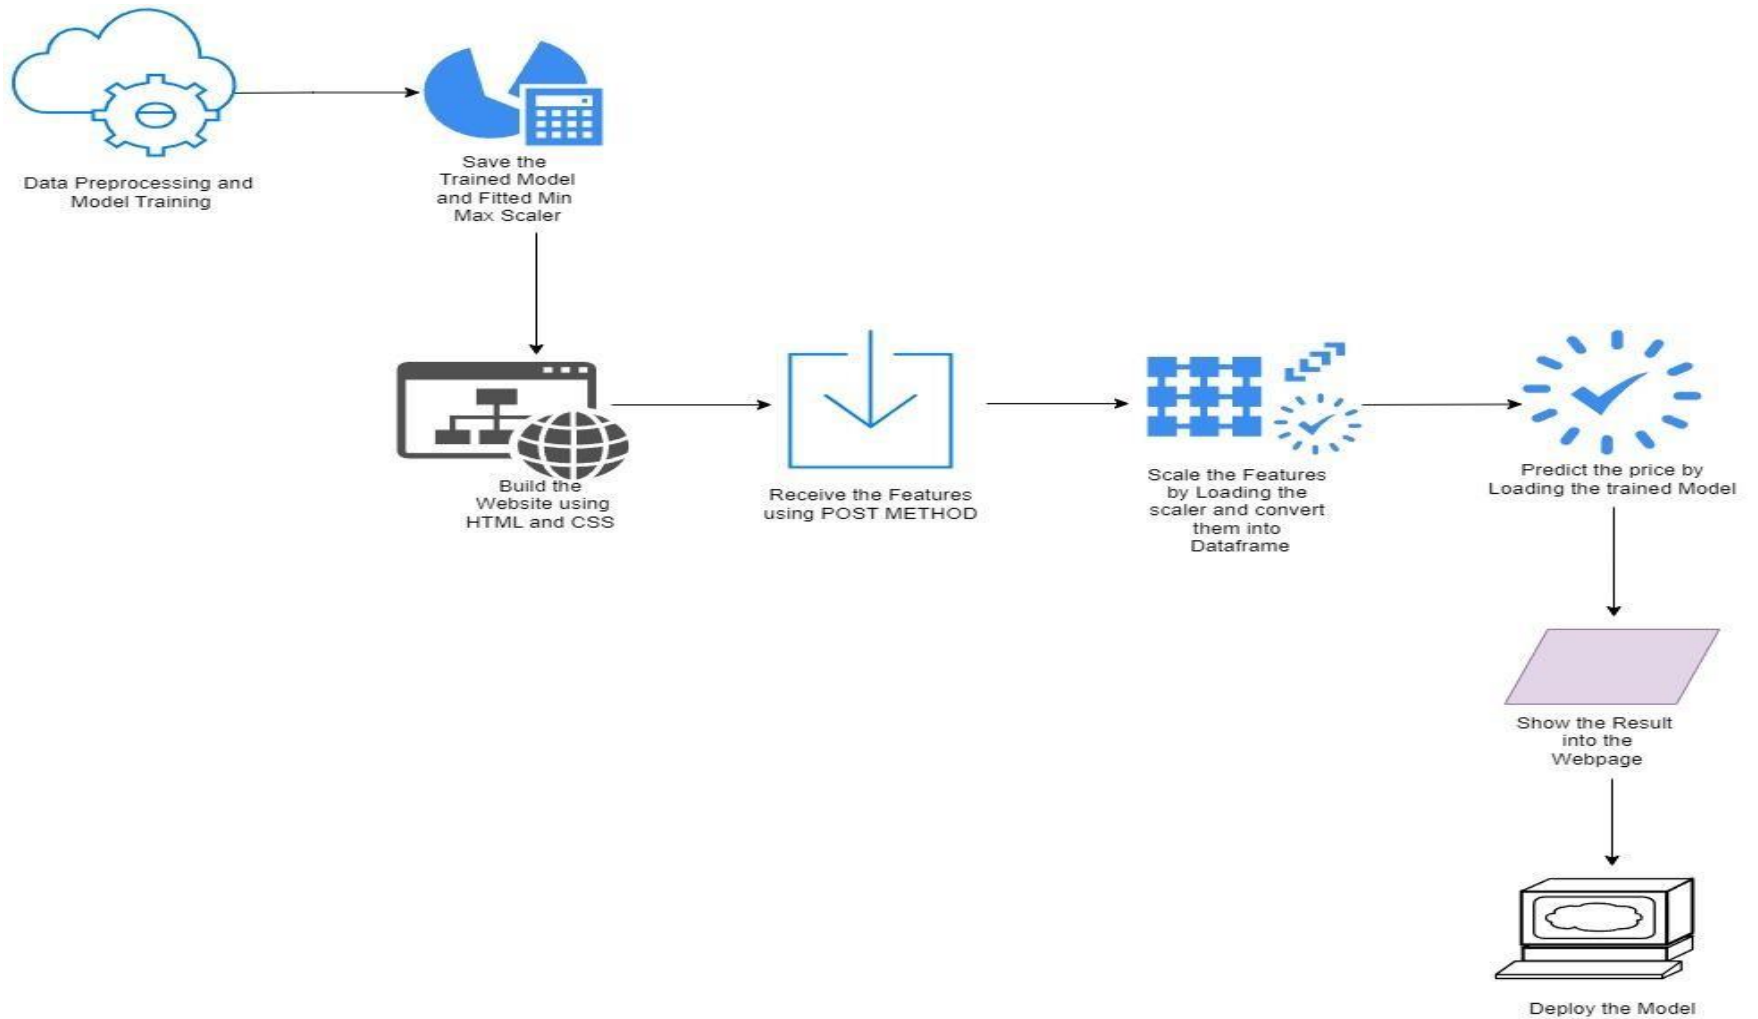 Data Preprocessing and
Model Training
Save the
Trained Model
and Fitted Min
Max Scaler
Build the
Website using
HTML and CSS
Receive the Features
using POST METHOD
Scale the Features
by Loading the
scaler and convert
them into
Dataframe
Predict the price by
Loading the trained Model
Show the Result
into the
Webpage
Deploy the Model